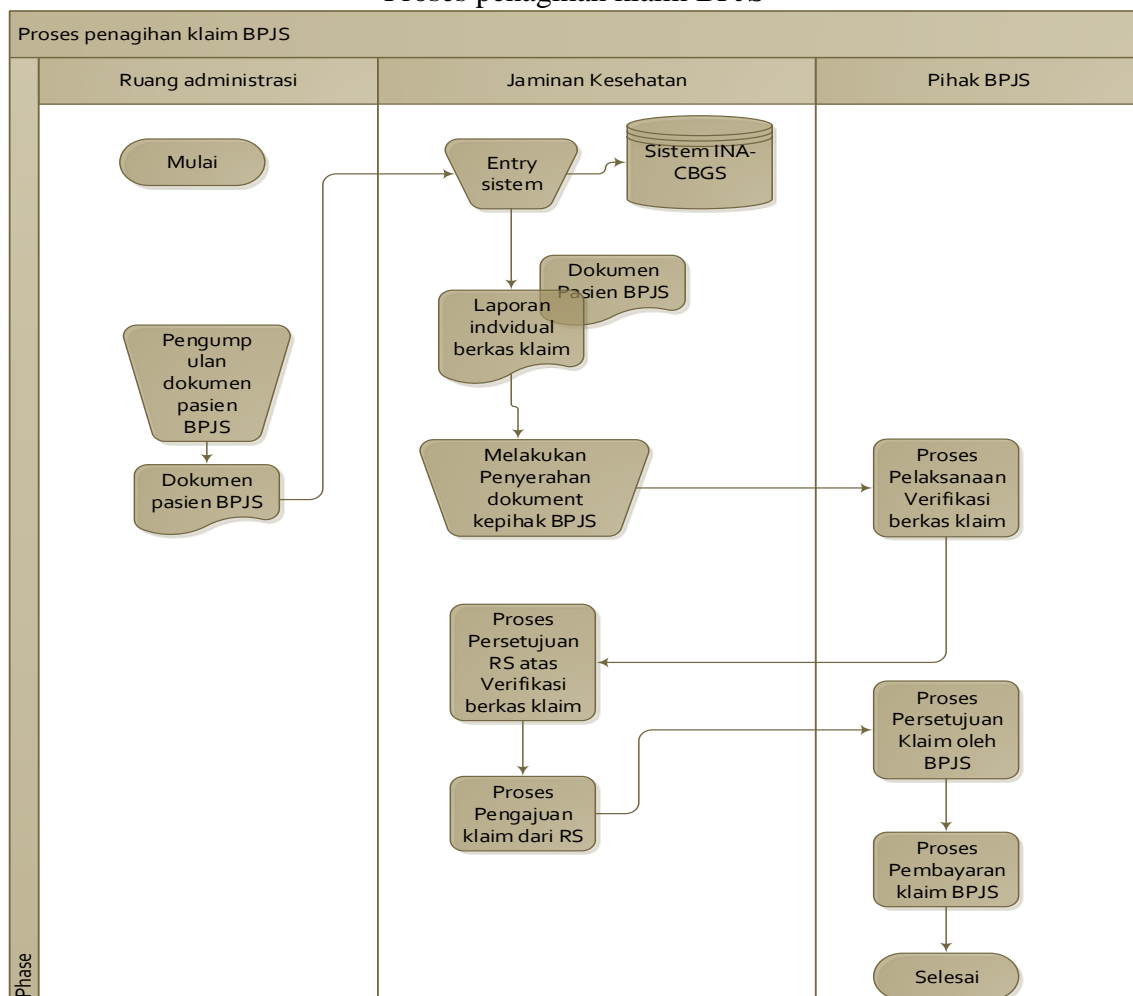 Proses penagihan klaim BPJS
Proses penagihan klaim BPJS
Ruang administrasi
Jaminan Kesehatan
Pihak BPJS
Mulai
Entry
sistem
Sistem INA-
CBGS
Dokumen
Pasien BPJS
Laporan
indvidual
berkas klaim
Pengump
ulan
dokumen
pasien
BPJS
Dokumen
pasien BPJS
Melakukan
Penyerahan
dokument
kepihak BPJS
Proses
Pelaksanaan
Verifikasi
berkas klaim
Proses
Persetujuan
RS atas
Verifikasi
berkas klaim
Proses
Pengajuan
klaim dari RS
Proses
Persetujuan
Klaim oleh
BPJS
Proses
Pembayaran
klaim BPJS
Selesai
Phase